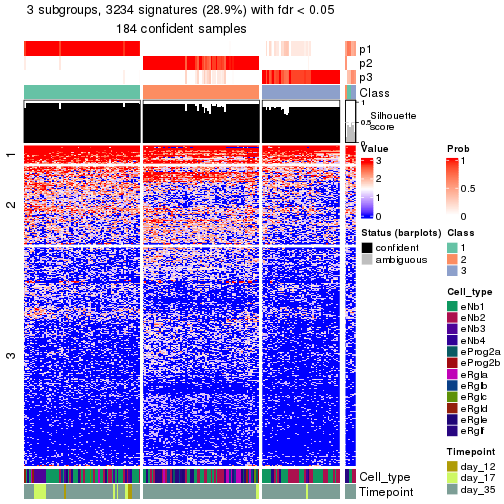 3 subgroups, 3234 signatures (28.9%) with fdr < 0.05
184 confident samples
p1
p2
p3
Class
1
0.5
0
Silhouette
score
1
2
3
Value
3
2
1
0
Prob
1
0.5
0
Status (barplots)
confident
ambiguous
Class
1
2
3
Cell_type
eNb1
eNb2
eNb3
eNb4
eProg2a
eProg2b
eRgla
eRglb
eRglc
eRgld
eRgle
eRglf
Timepoint
day_12
day_17
day_35
Cell_type
Timepoint